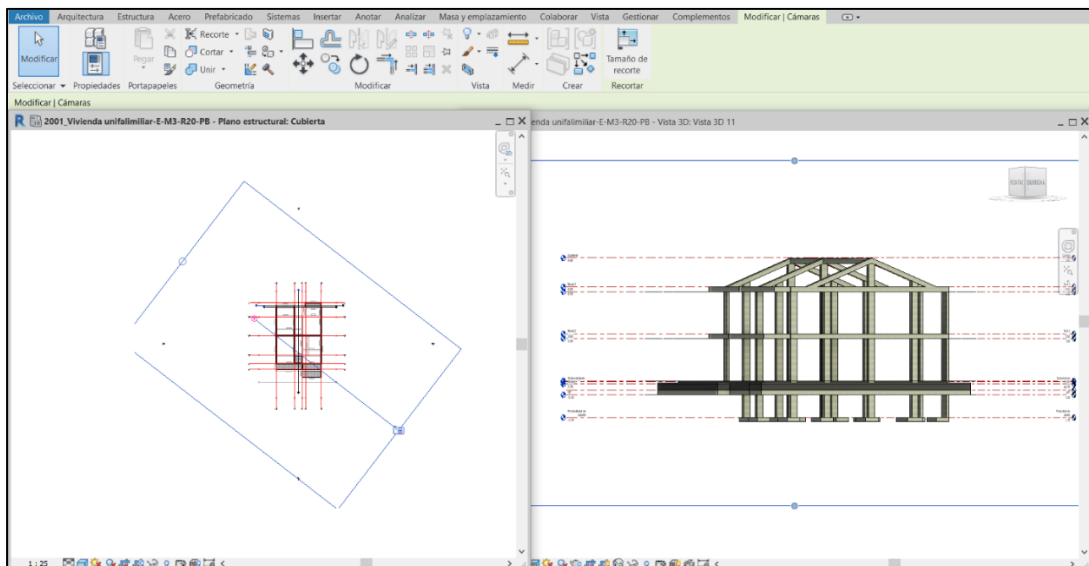 Archivo Arquitectura Estructura Acero Prefabricado Sistemas Insertar Anotar Analizar Masa y emplazamiento Colaborar Vista Gestionar Complementos Modificar | Cámaras
Modificar
Pegar
Recorte
Cortar
Unir
Tamaño de
recorte
Seleccionar Propiedades Portapapeles Geometría Modificar Vista Medir Crear Recortar
Modificar | Cámaras
2001_Vivienda unifalimiliar-E-M3-R20-PB - Plano estructural: Cubierta
enda unifalimiliar-E-M3-R20-PB - Vista 3D: Vista 3D 11
1 : 25